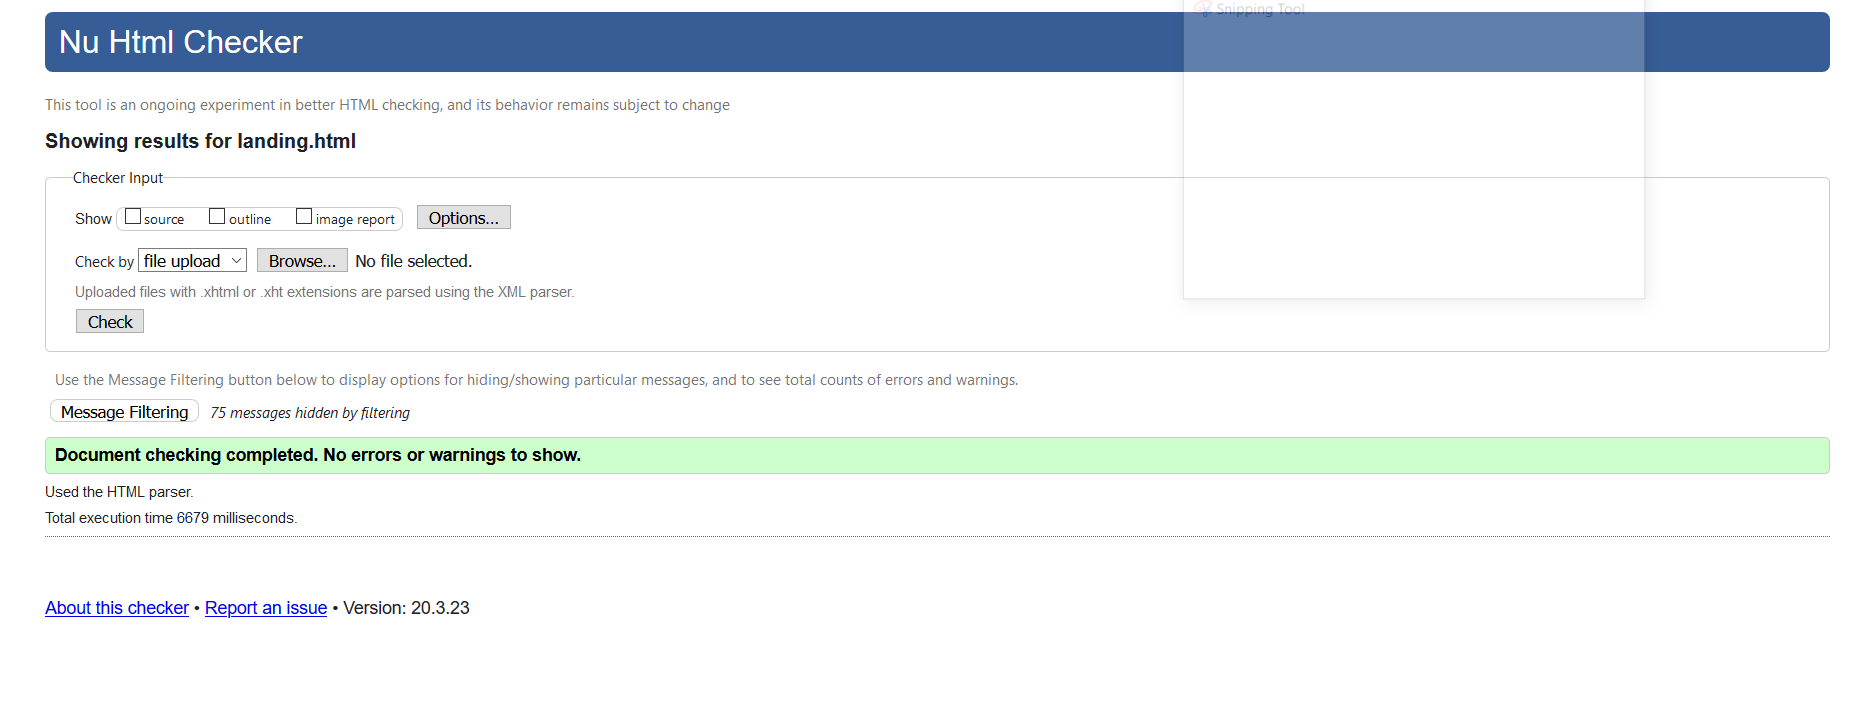 Snipping Tool
Nu Html Checker
This tool is an ongoing experiment in better HTML checking, and its behavior remains subject to change
Showing results for landing.html
Checker Input
Show source outline image report Options...
Check by file upload Browse... No file selected.
Uploaded files with .xhtml or .xht extensions are parsed using the XML parser.
Check
Use the Message Filtering button below to display options for hiding/showing particular messages, and to see total counts of errors and warnings.
Message Filtering 75 messages hidden by filtering
Document checking completed. No errors or warnings to show.
Used the HTML parser.
Total execution time 6679 milliseconds.
About this checker • Report an issue • Version: 20.3.23